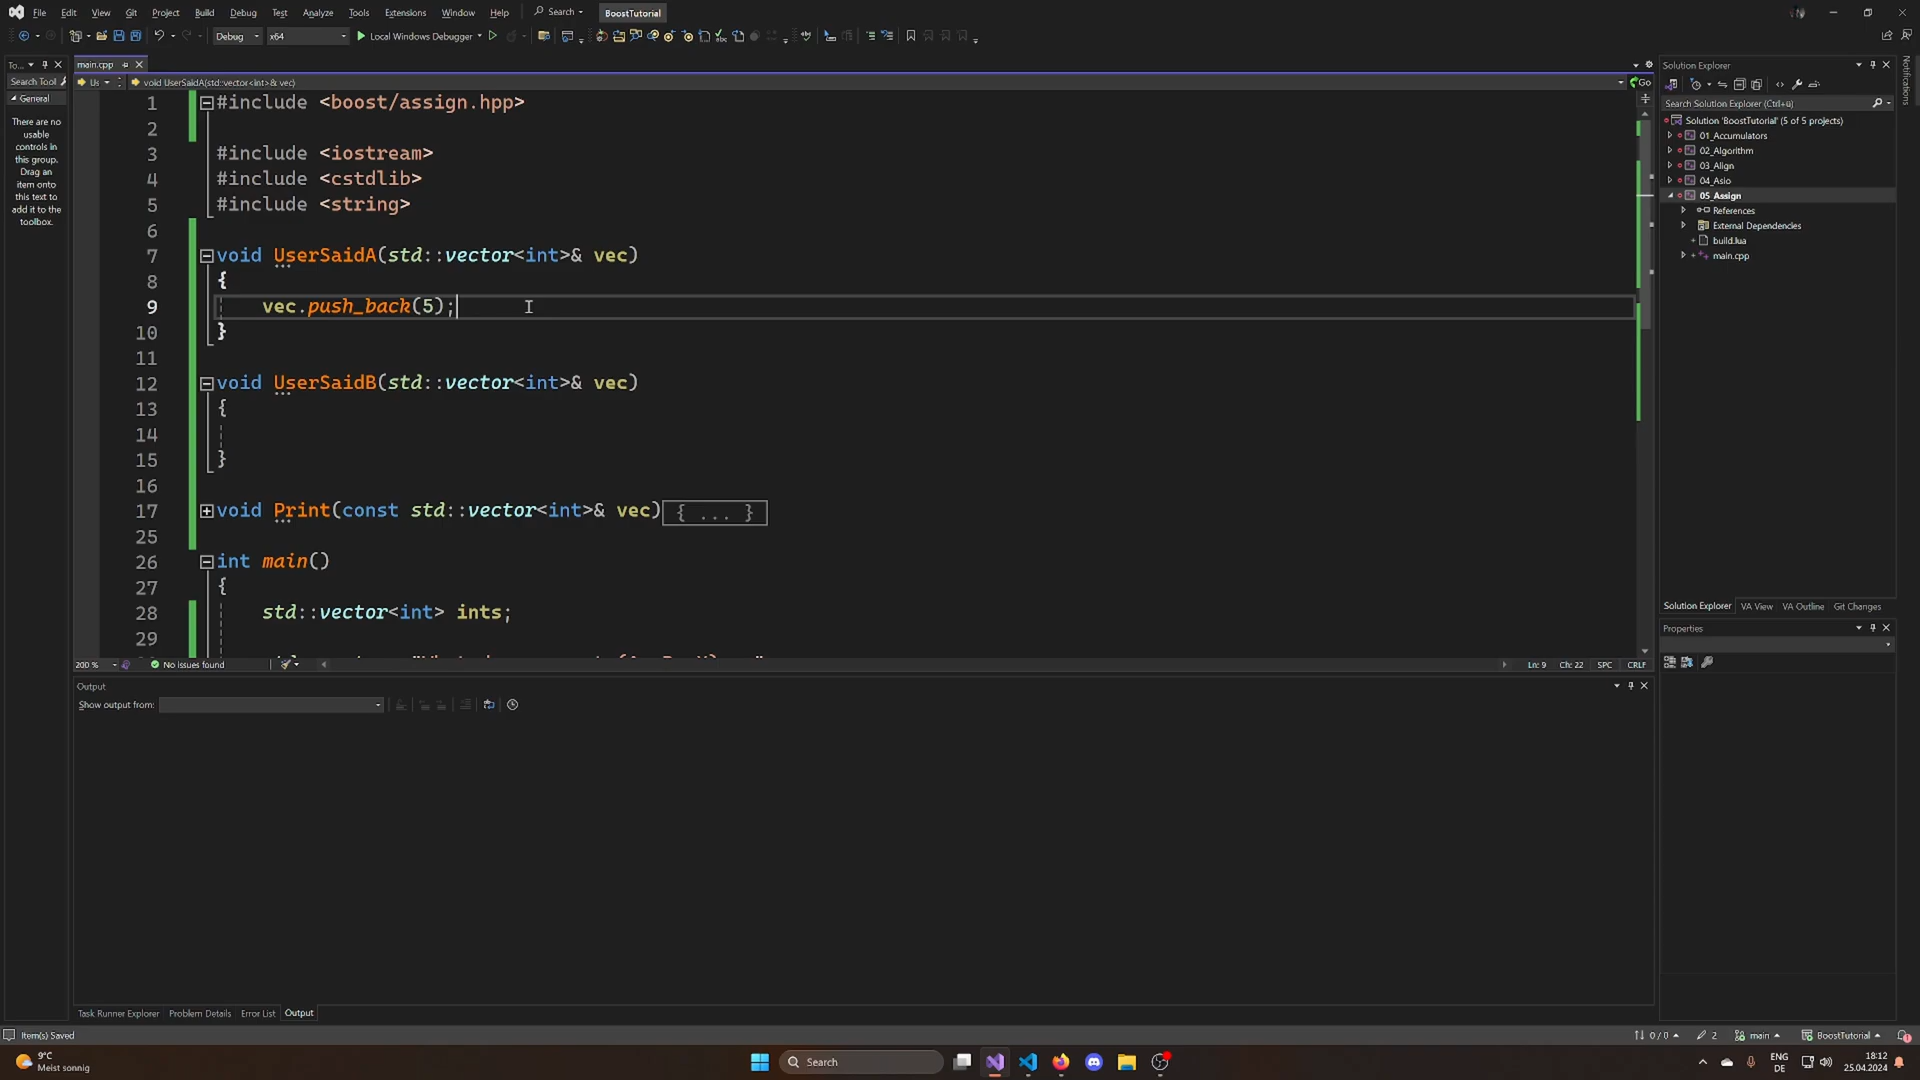 File Edit View Git Project Build Debug Test Analyze Tools Extensions Window Help Search BoostTutorial
Debug x64 Local Windows Debugger
To... main.cpp
Search Tool
General
There are no
usable
controls in
this group.
Drag an
item onto
this text to
add it to the
toolbox.
Us void UserSaidA(std::vector<int>& vec) Go
1 #include <boost/assign.hpp>
2
3 #include <iostream>
4 #include <cstdlib>
5 #include <string>
6
7 void UserSaidA(std::vector<int>& vec)
8 {
9 vec.push_back(5);
10 }
11
12 void UserSaidB(std::vector<int>& vec)
13 {
14
15 }
16
17 void Print(const std::vector<int>& vec){ ... }
25
26 int main()
27 {
28 std::vector<int> ints;
29
200 % No issues found Ln: 9 Ch: 22 SPC CRLF
Output
Show output from:
Task Runner Explorer Problem Details Error List Output
Solution Explorer
Search Solution Explorer (Ctrl+ü)
Solution 'BoostTutorial' (5 of 5 projects)
01_Accumulators
02_Algorithm
03_Align
04_Asio
05_Assign
References
External Dependencies
build.lua
main.cpp
Solution Explorer VA View VA Outline Git Changes
Properties
Notifications
Item(s) Saved 0 / 0 2 main BoostTutorial 1
9°C
Meist sonnig
Search
ENG
DE
18:12
25.04.2024